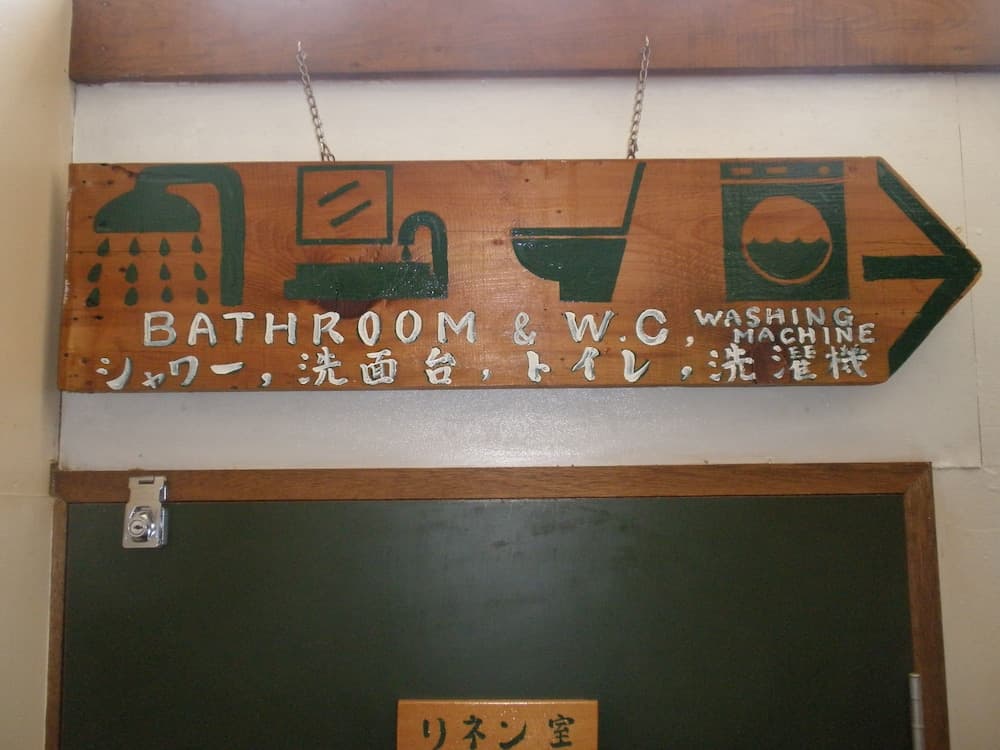 BATHROOM & W.C, WASHING
MACHINE
シャワー, 洗面台, トイレ, 洗濯機
リネン室